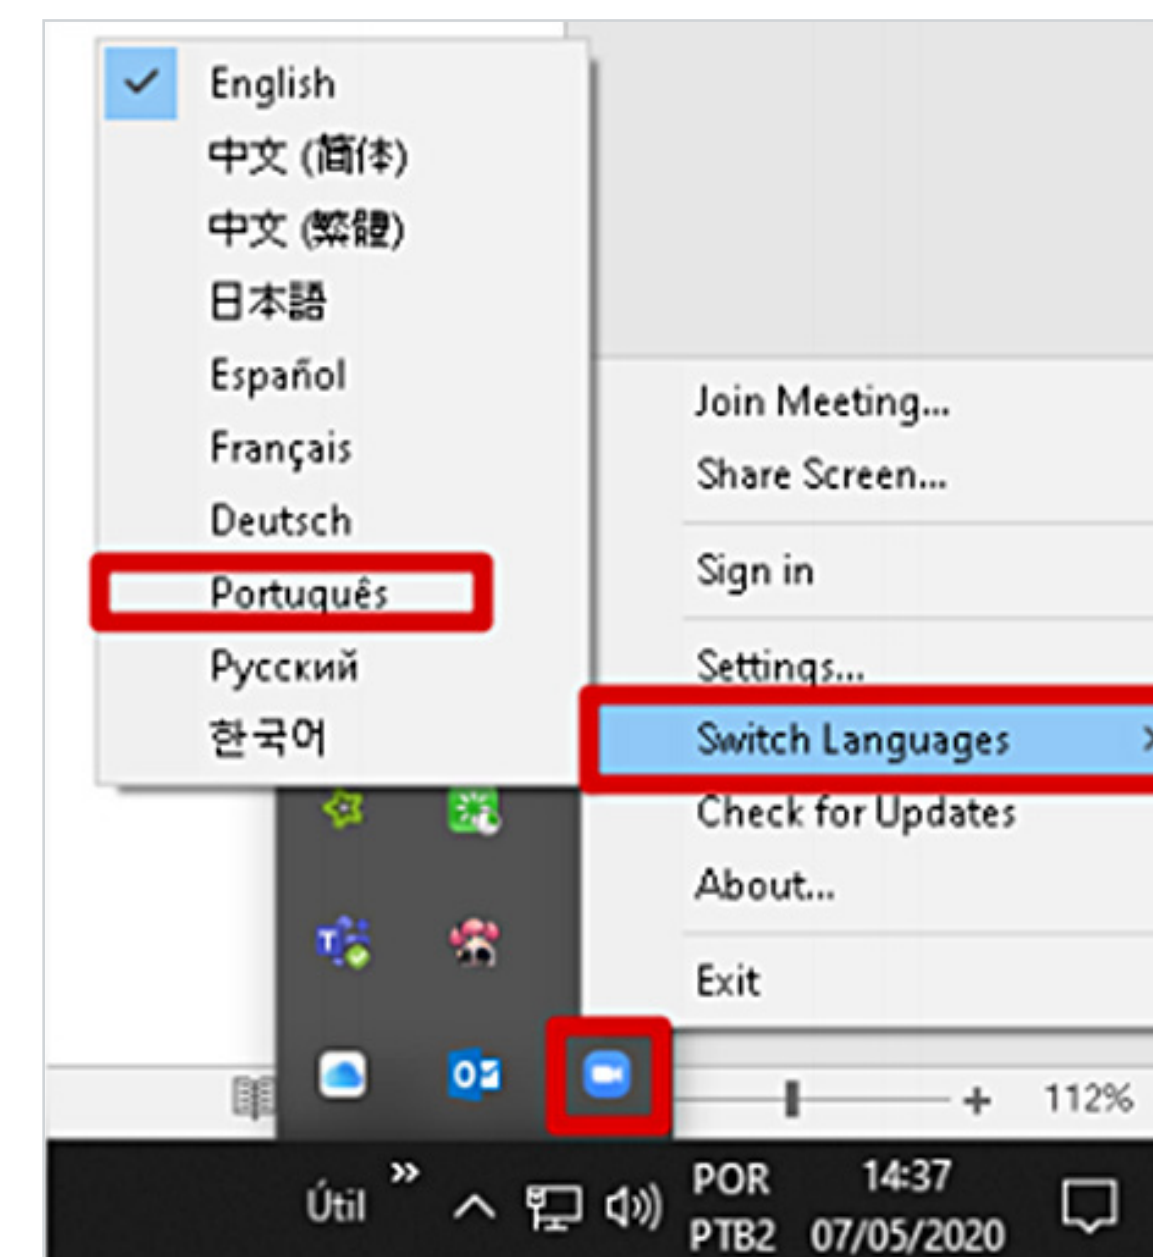 English
中文 (简体)
中文 (繁體)
日本語
Español
Français
Deutsch
Português
Русский
한국어
Join Meeting...
Share Screen...
Sign in
Settings...
Switch Languages
Check for Updates
About...
Exit
112%
Útil
POR
PTB2
14:37
07/05/2020